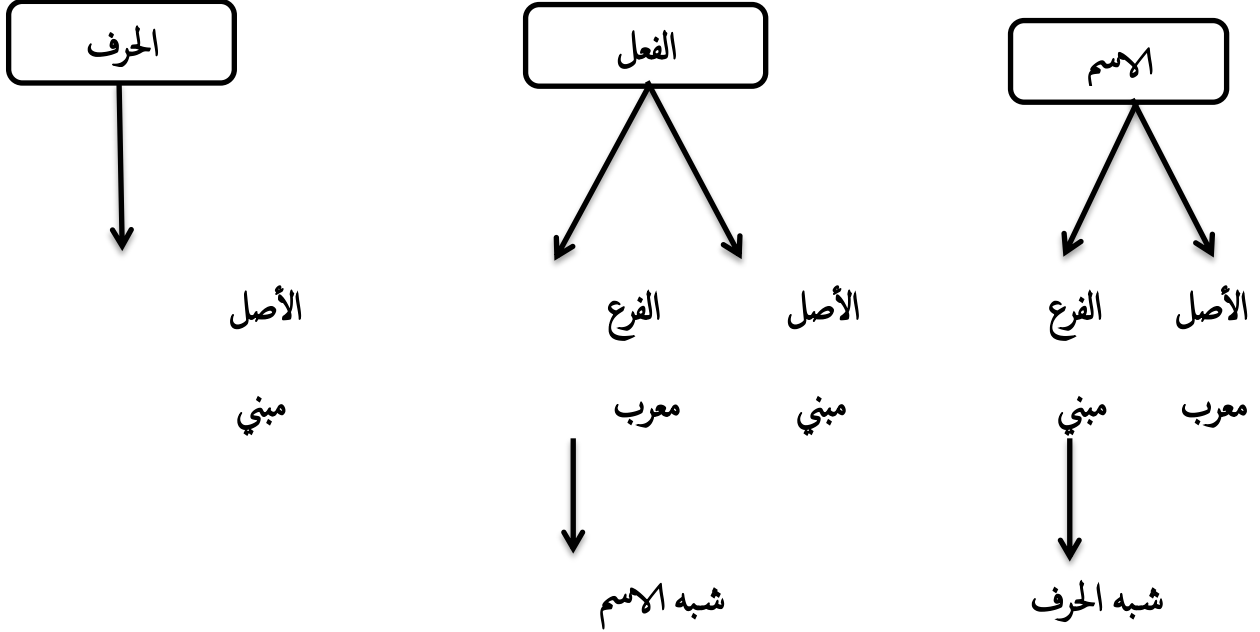 الاسم الفعل الحرف
الأصل الفرع الأصل الفرع الأصل
معرب مبني مبني معرب مبني
شبه الحرف شبه الاسم